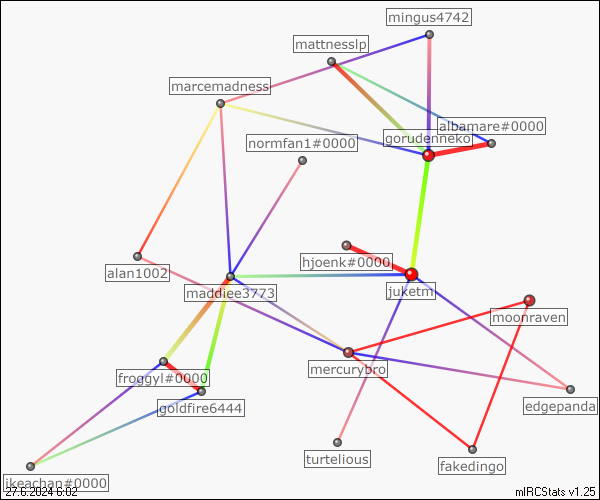 mingus4742
mattnesslp
marcemadness
albamare#0000
gorudenneko
normfan1#0000
hjoenk#0000
alan1002
maddiee3773
juketm
moonraven
mercurybro
froggyl#0000
edgepanda
goldfire6444
turtelious
fakedingo
ikeachan#0000
27.6.2024 6:02
mIRCStats v1.25